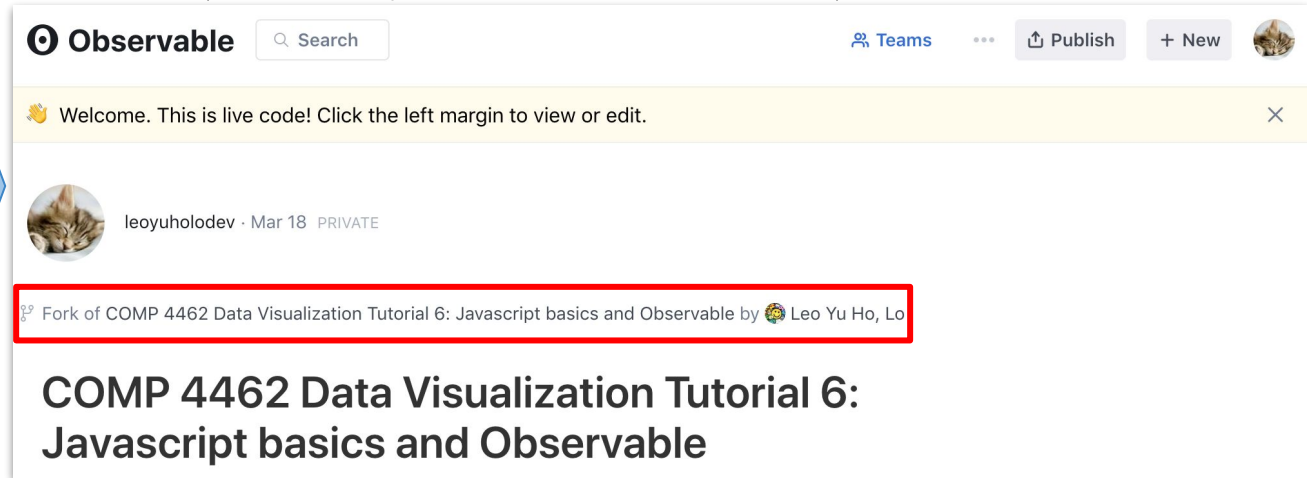 Observable Search Teams ••• Publish + New
👋 Welcome. This is live code! Click the left margin to view or edit.
leoyuholodev · Mar 18 PRIVATE
Fork of COMP 4462 Data Visualization Tutorial 6: Javascript basics and Observable by Leo Yu Ho, Lo
COMP 4462 Data Visualization Tutorial 6:
Javascript basics and Observable